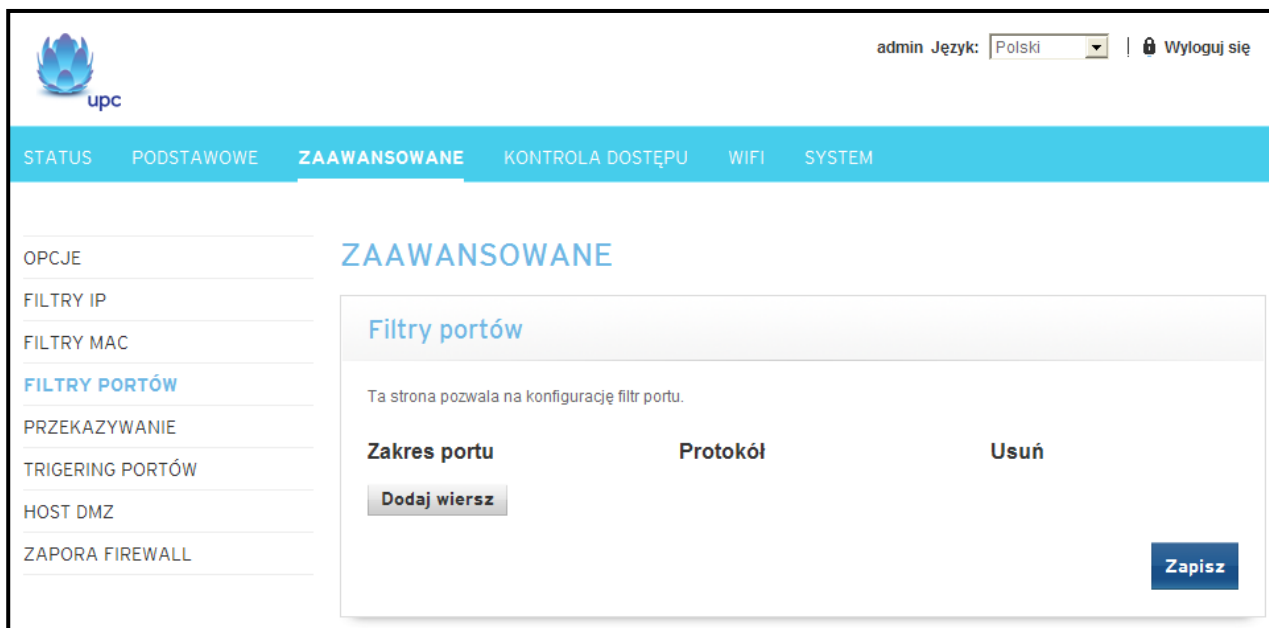 admin Język: Polski | Wyloguj się
upc
STATUS PODSTAWOWE ZAAWANSOWANE KONTROLA DOSTĘPU WIFI SYSTEM
OPCJE
FILTRY IP
FILTRY MAC
FILTRY PORTÓW
PRZEKAZYWANIE
TRIGERING PORTÓW
HOST DMZ
ZAPORA FIREWALL
ZAAWANSOWANE
Filtry portów
Ta strona pozwala na konfigurację filtr portu.
Zakres portu Protokół Usuń
Dodaj wiersz
Zapisz